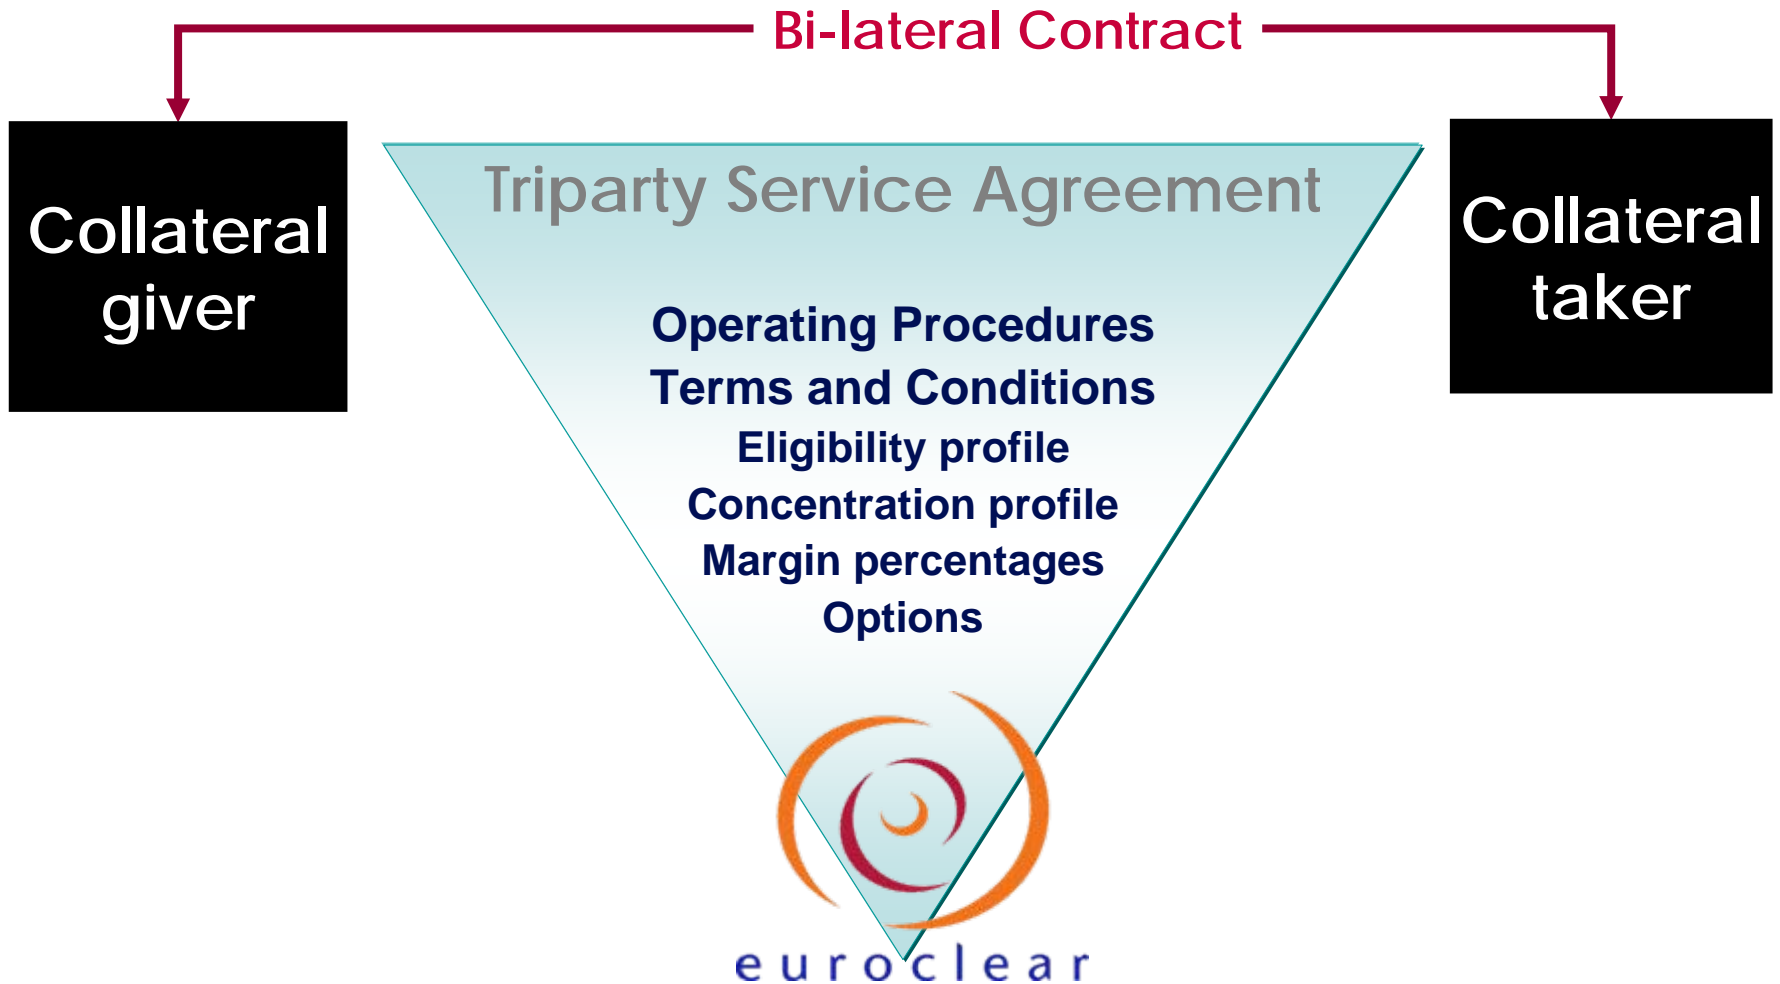 Bi-lateral Contract
Collateral
giver
Triparty Service Agreement
Operating Procedures
Terms and Conditions
Eligibility profile
Concentration profile
Margin percentages
Options
euroclear
Collateral
taker